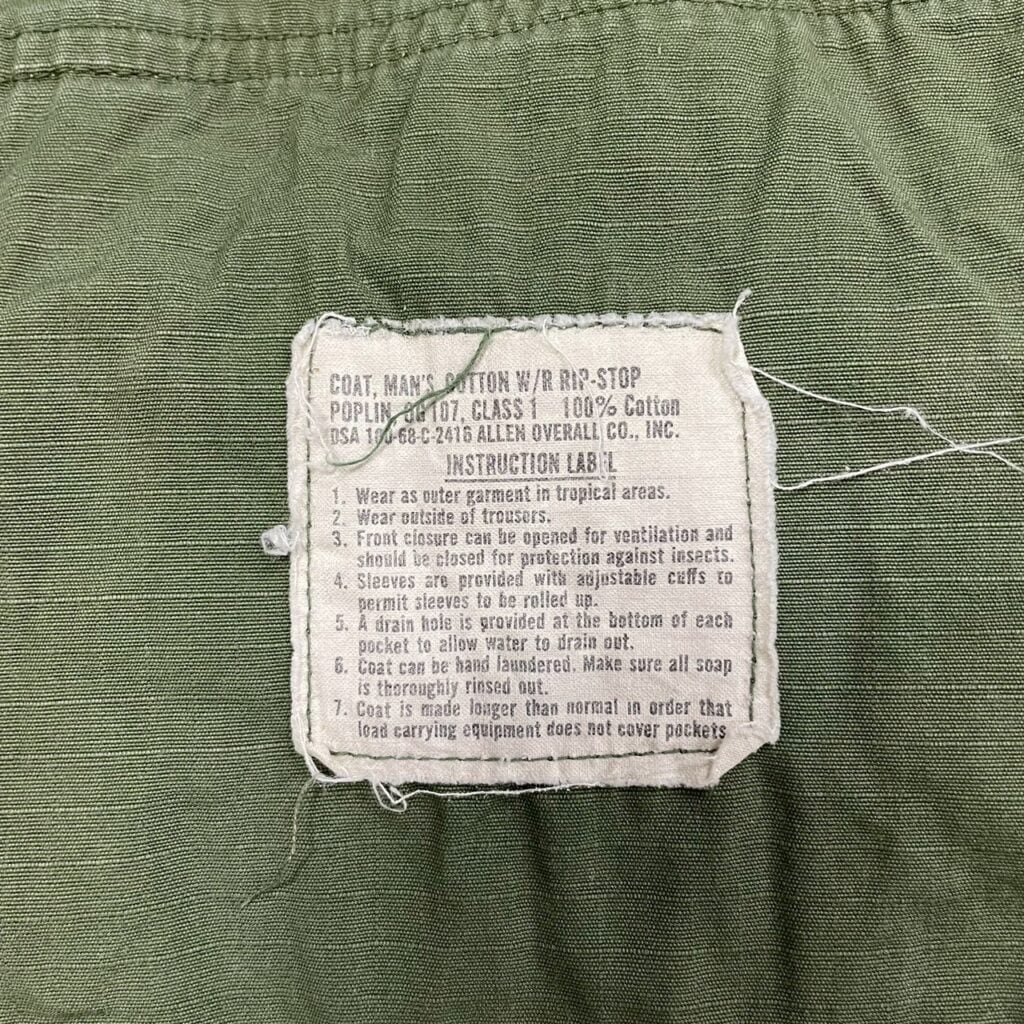 COAT, MAN'S, COTTON W/R RIP-STOP
POPLIN, OG 107, CLASS 1 100% Cotton
DSA 100-68-C-2416 ALLEN OVERALL CO., INC.
INSTRUCTION LABEL
1. Wear as outer garment in tropical areas.
2. Wear outside of trousers.
3. Front closure can be opened for ventilation and
should be closed for protection against insects.
4. Sleeves are provided with adjustable cuffs to
permit sleeves to be rolled up.
5. A drain hole is provided at the bottom of each
pocket to allow water to drain out.
6. Coat can be hand laundered. Make sure all soap
is thoroughly rinsed out.
7. Coat is made longer than normal in order that
load carrying equipment does not cover pockets